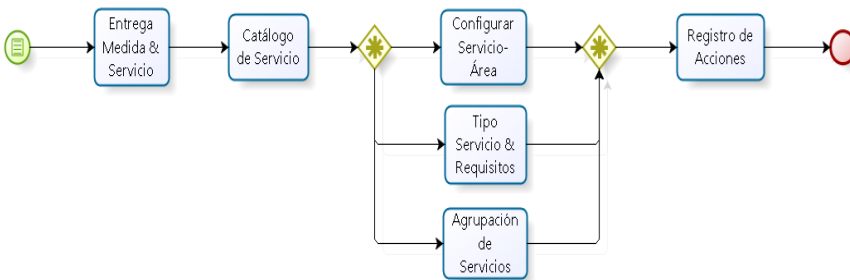 Entrega
Medida &
Servicio
Catálogo
de Servicio
Configurar
Servicio-
Área
Tipo
Servicio &
Requisitos
Agrupación
de
Servicios
Registro de
Acciones